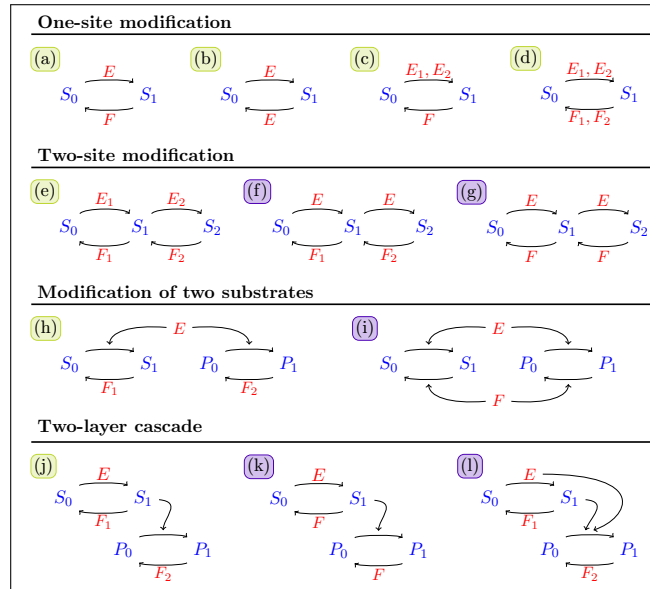 One-site modification
(a) (b) (c) (d)
E E E₁, E₂ E₁, E₂
S₀ S₁ S₀ S₁ S₀ S₁ S₀ S₁
F E F F₁, F₂
Two-site modification
(e) (f) (g)
E₁ E₂ E E E E
S₀ S₁ S₂ S₀ S₁ S₂ S₀ S₁ S₂
F₁ F₂ F₁ F₂ F F
Modification of two substrates
(h) (i)
E E
S₀ S₁ P₀ P₁ S₀ S₁ P₀ P₁
F₁ F₂
F
Two-layer cascade
(j) (k) (l)
E E E
S₀ S₁ S₀ S₁ S₀ S₁
F₁ F F₁
P₀ P₁ P₀ P₁ P₀ P₁
F₂ F F₂